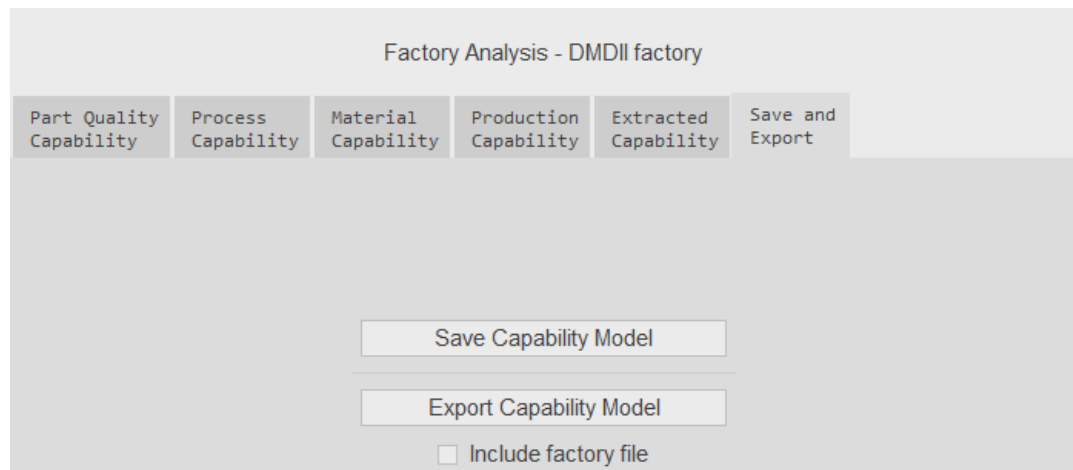 Factory Analysis - DMDII factory
Part Quality Capability
Process Capability
Material Capability
Production Capability
Extracted Capability
Save and Export
Save Capability Model
Export Capability Model
Include factory file